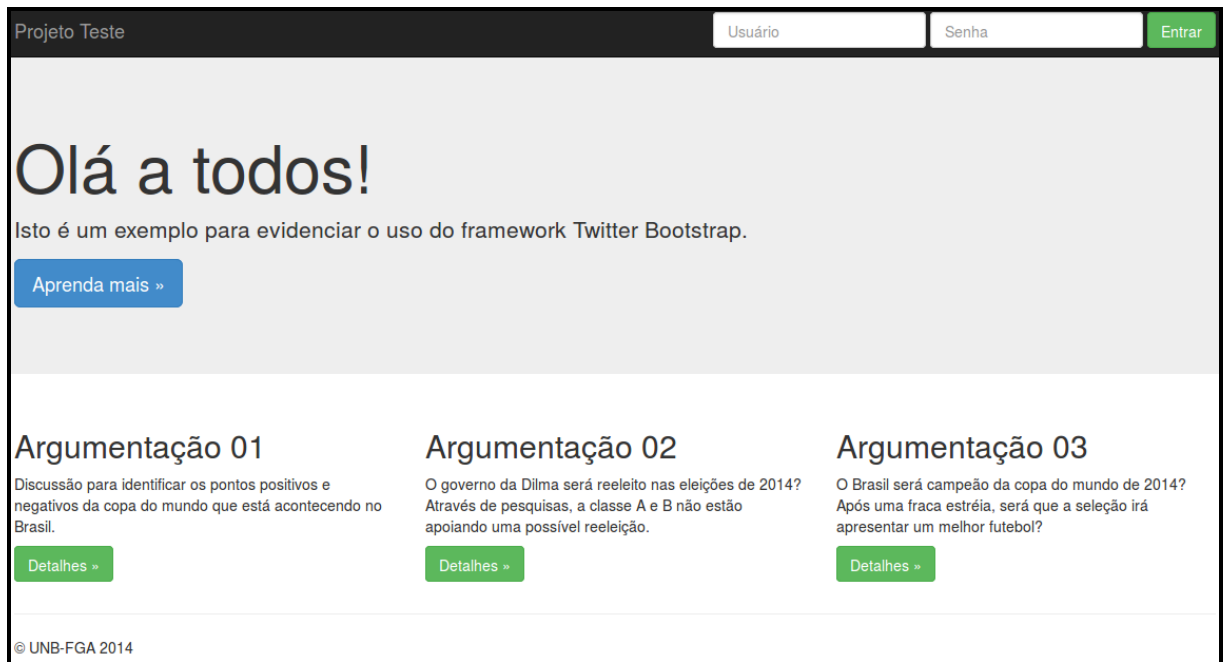 Projeto Teste
Usuário
Senha
Entrar
Olá a todos!
Isto é um exemplo para evidenciar o uso do framework Twitter Bootstrap.
Aprenda mais »
Argumentação 01
Discussão para identificar os pontos positivos e
negativos da copa do mundo que está acontecendo no
Brasil.
Detalhes »
Argumentação 02
O governo da Dilma será reeleito nas eleições de 2014?
Através de pesquisas, a classe A e B não estão
apoiando uma possível reeleição.
Detalhes »
Argumentação 03
O Brasil será campeão da copa do mundo de 2014?
Após uma fraca estréia, será que a seleção irá
apresentar um melhor futebol?
Detalhes »
© UNB-FGA 2014